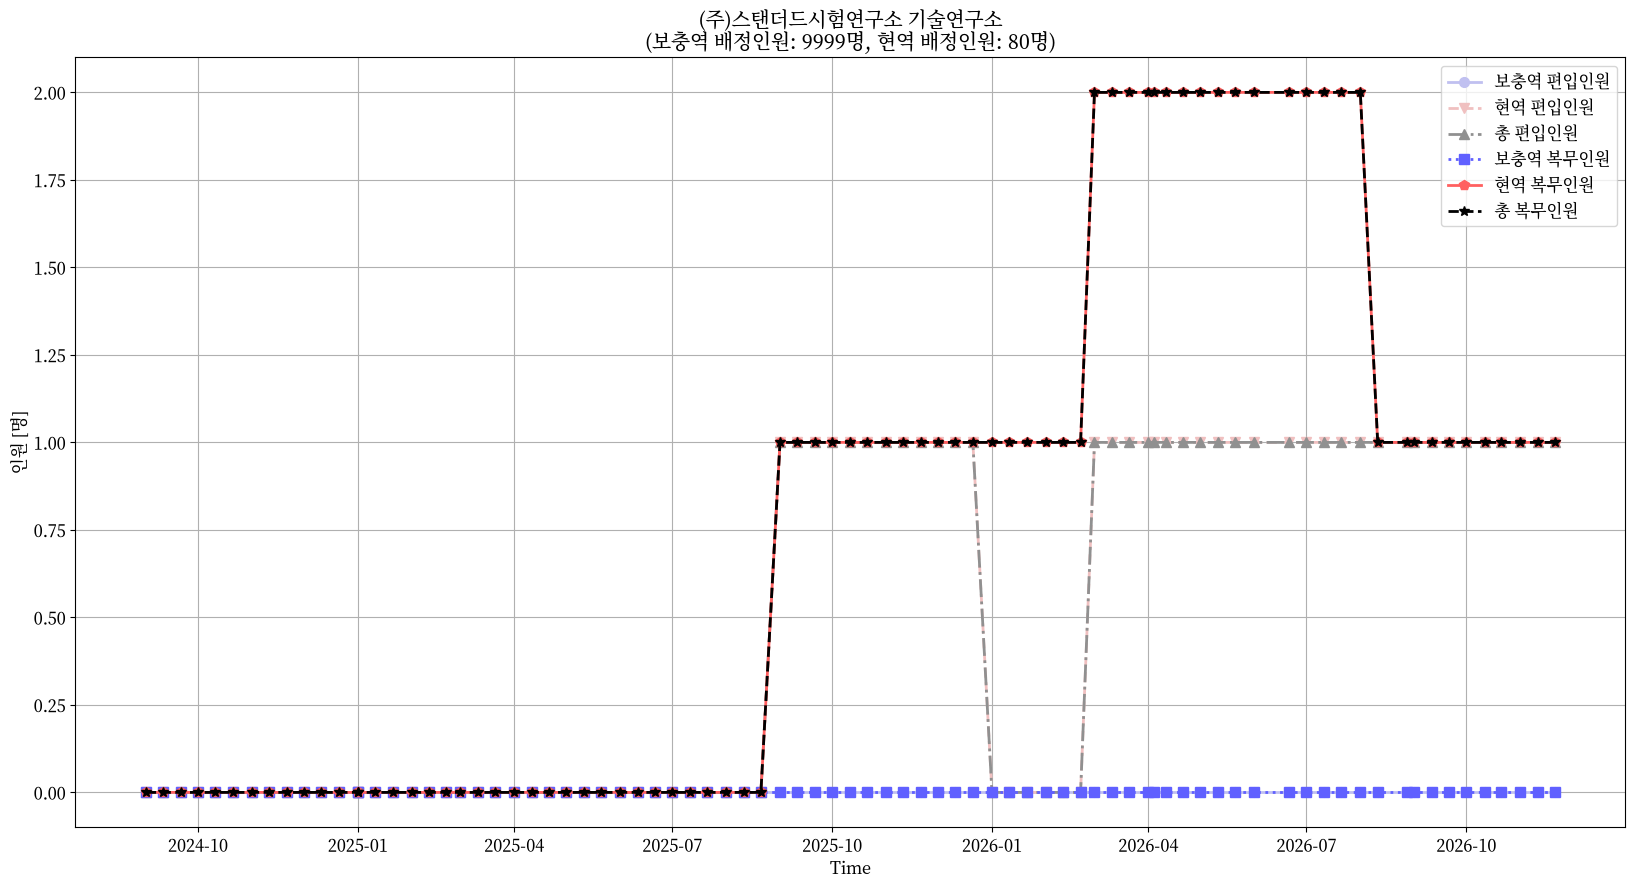 (주)스탠더드시험연구소 기술연구소
(보충역 배정인원: 9999명, 현역 배정인원: 80명)
보충역 편입인원
현역 편입인원
총 편입인원
보충역 복무인원
현역 복무인원
총 복무인원
인원 [명]
2.00
1.75
1.50
1.25
1.00
0.75
0.50
0.25
0.00
2024-10
2025-01
2025-04
2025-07
2025-10
2026-01
2026-04
2026-07
2026-10
Time